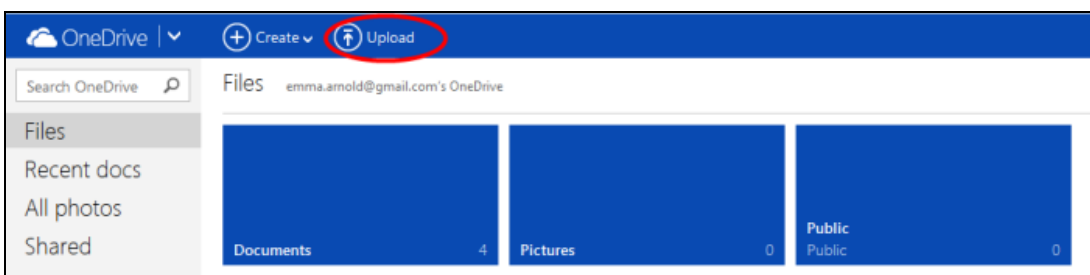 OneDrive Create Upload
Search OneDrive
Files emma.arnold@gmail.com's OneDrive
Files
Recent docs
All photos
Shared
Documents 4 Pictures 0 Public
Public 0